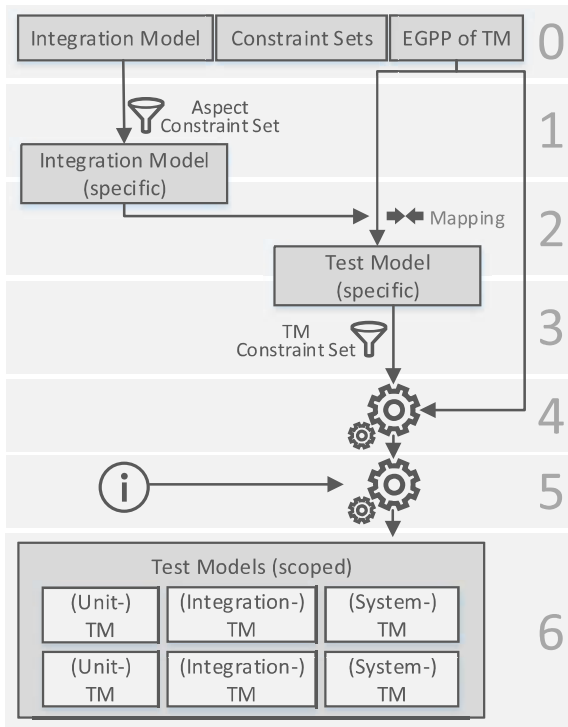 Integration Model
Constraint Sets
EGPP of TM
0
Aspect
Constraint Set
1
Integration Model
(specific)
Mapping
2
Test Model
(specific)
TM
Constraint Set
3
4
i
5
Test Models (scoped)
(Unit-)
TM
(Integration-)
TM
(System-)
TM
6
(Unit-)
TM
(Integration-)
TM
(System-)
TM